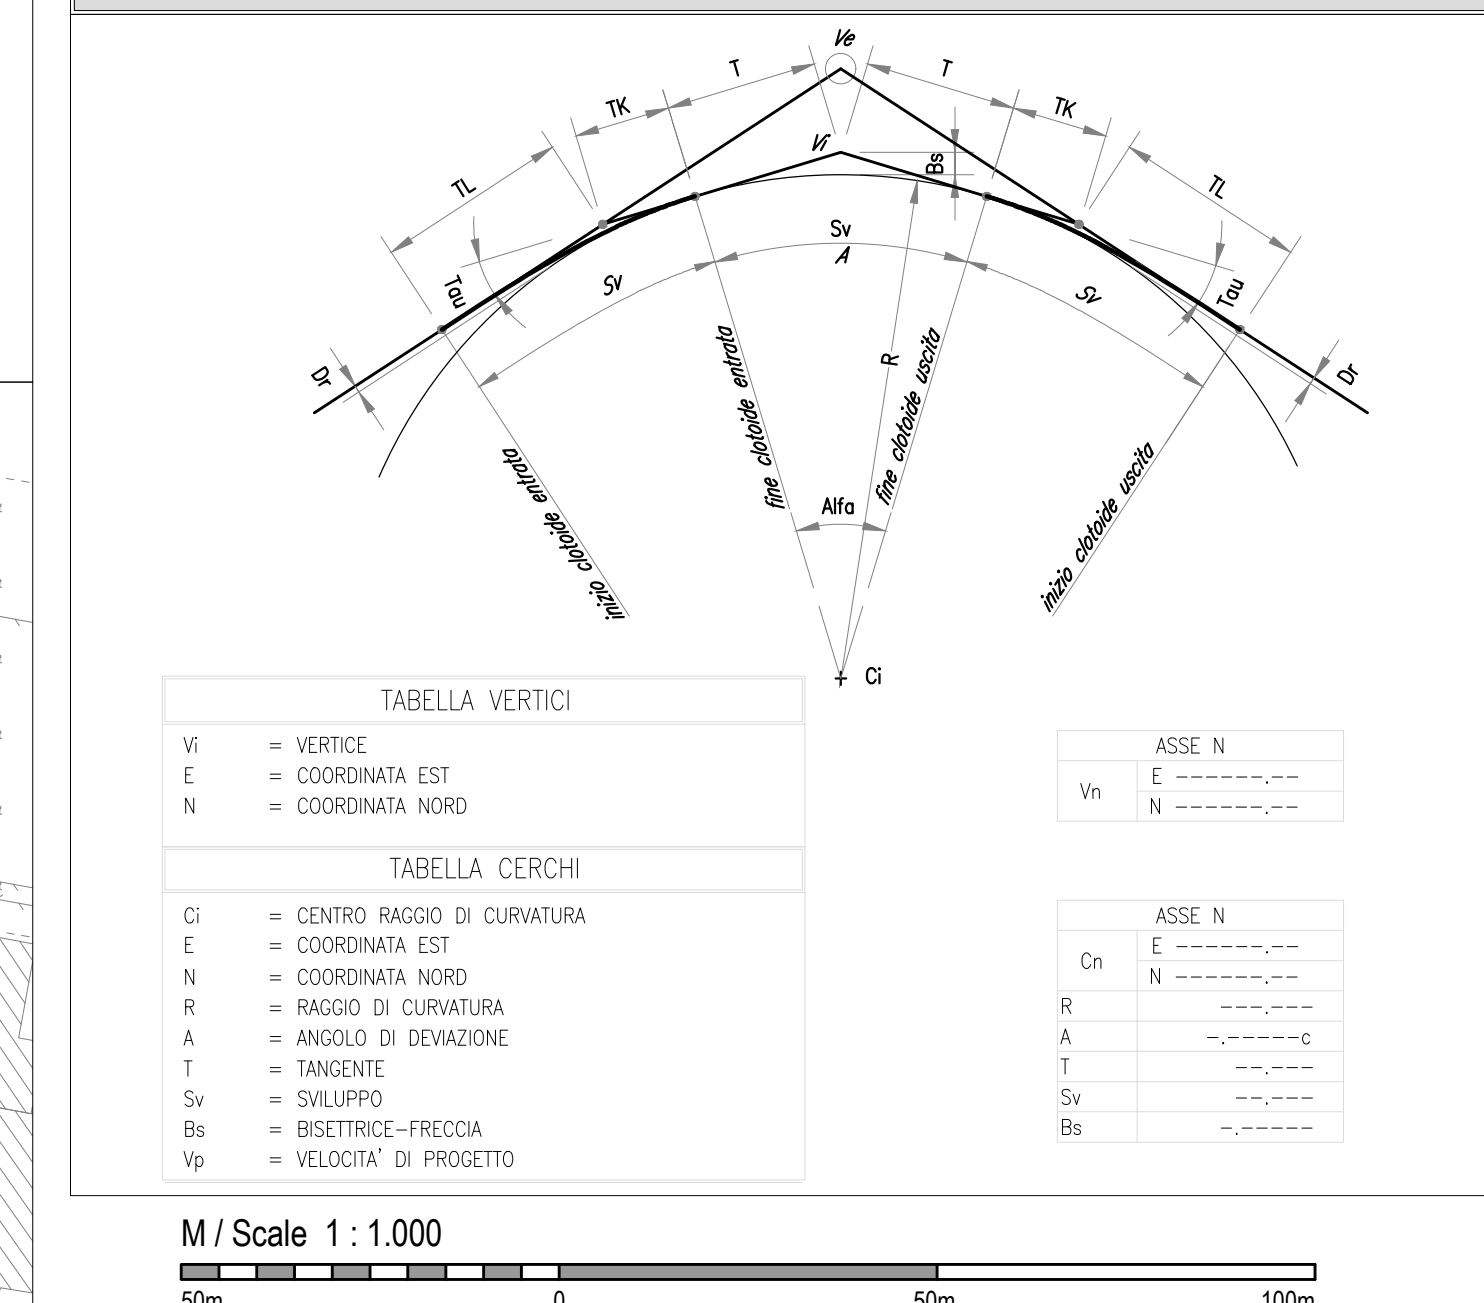 Ve
T
T
TK
TK
Vi
Bs
TL
TL
Sv
A
Sv
Sv
Tau
Tau
R
Dr
Dr
fine clotoide entrata
fine clotoide uscita
inizio clotoide entrata
inizio clotoide uscita
Alfa
Ci
TABELLA VERTICI
Vi = VERTICE
E = COORDINATA EST
N = COORDINATA NORD
TABELLA CERCHI
Ci = CENTRO RAGGIO DI CURVATURA
E = COORDINATA EST
N = COORDINATA NORD
R = RAGGIO DI CURVATURA
A = ANGOLO DI DEVIAZIONE
T = TANGENTE
Sv = SVILUPPO
Bs = BISETTRICE-FRECCIA
Vp = VELOCITA' DI PROGETTO
ASSE N
Vn
E ------.--
N ------.--
ASSE N
Cn
E ------.--
N ------.--
R ---.---
A -.-----c
T --.---
Sv --.---
Bs -.-----
M / Scale 1 : 1.000
50m 0 50m 100m